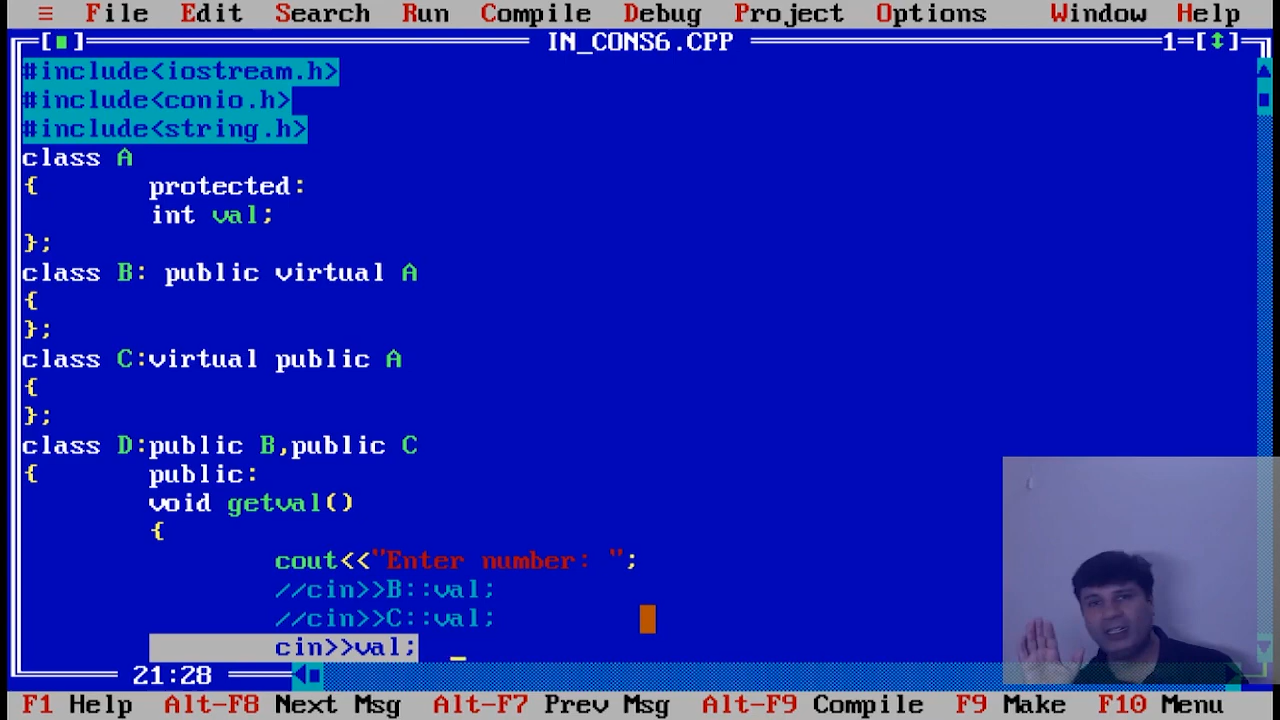 ≡ File Edit Search Run Compile Debug Project Options Window Help
[■] IN_CONS6.CPP 1=[↕]
#include<iostream.h>
#include<conio.h>
#include<string.h>
class A
{ protected:
int val;
};
class B: public virtual A
{
};
class C:virtual public A
{
};
class D:public B,public C
{ public:
void getval()
{
cout<<"Enter number: ";
//cin>>B::val;
//cin>>C::val;
cin>>val;
21:28
F1 Help Alt-F8 Next Msg Alt-F7 Prev Msg Alt-F9 Compile F9 Make F10 Menu